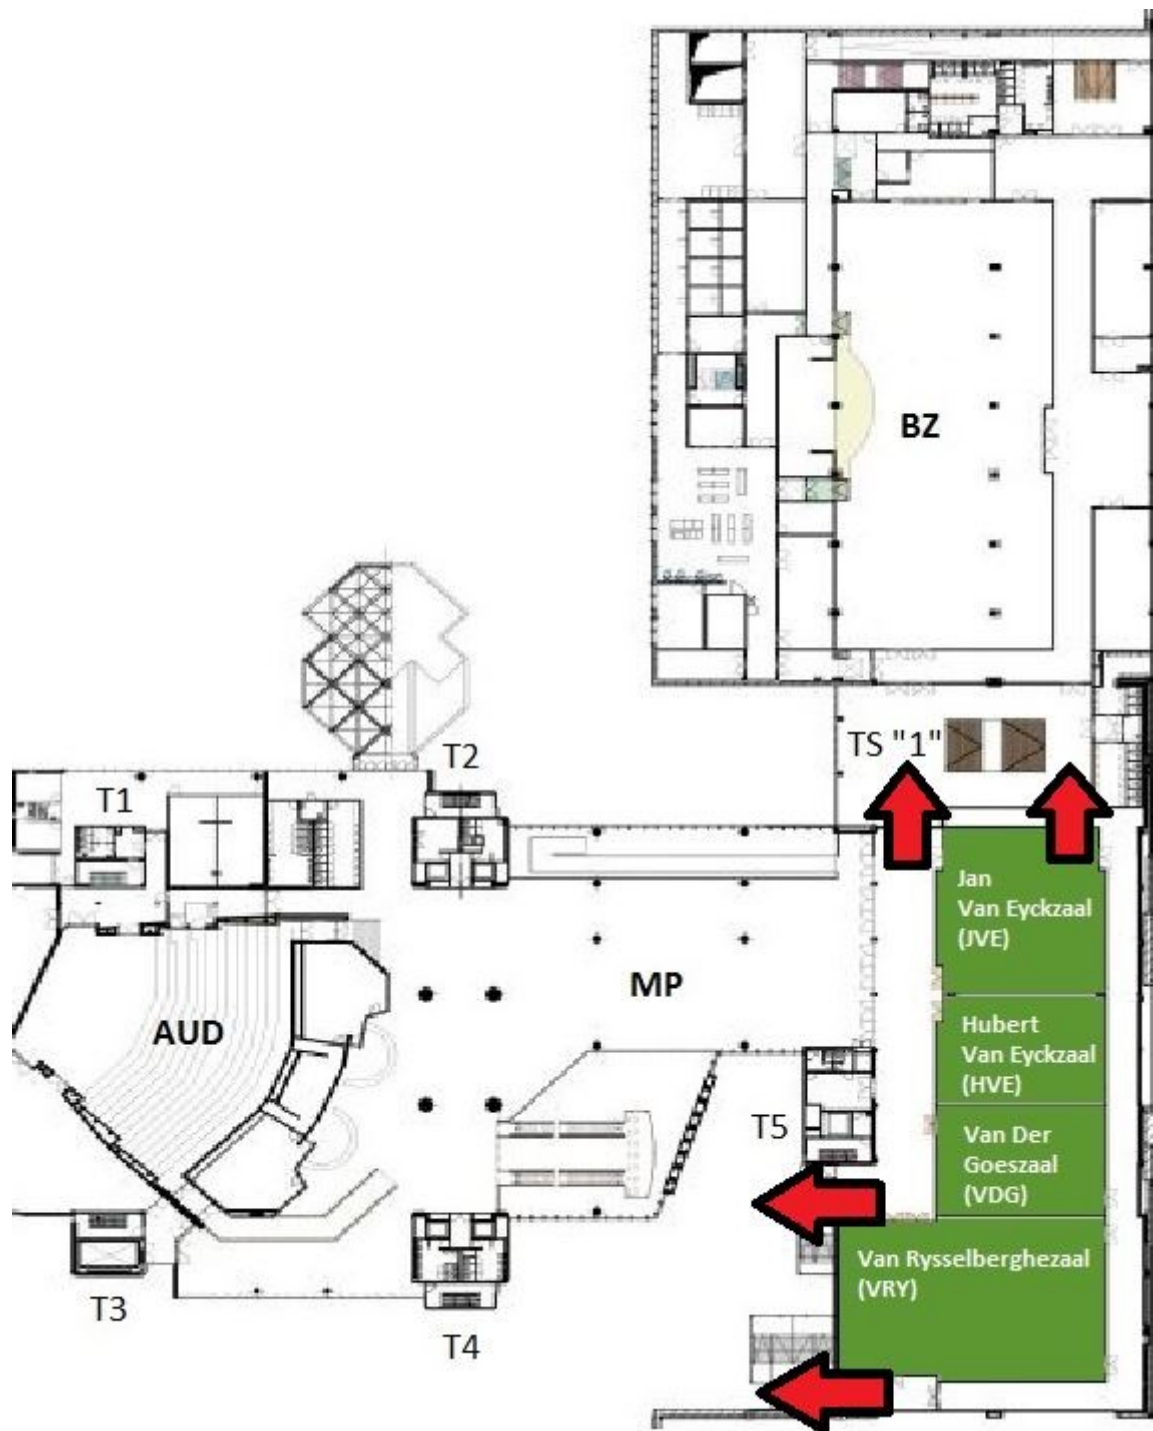 BZ
TS "1"
T2
T1
Jan
Van Eyckzaal
(JVE)
MP
AUD
Hubert
Van Eyckzaal
(HVE)
T5
Van Der
Goeszaal
(VDG)
Van Rysselberghezaal
(VRY)
T3
T4